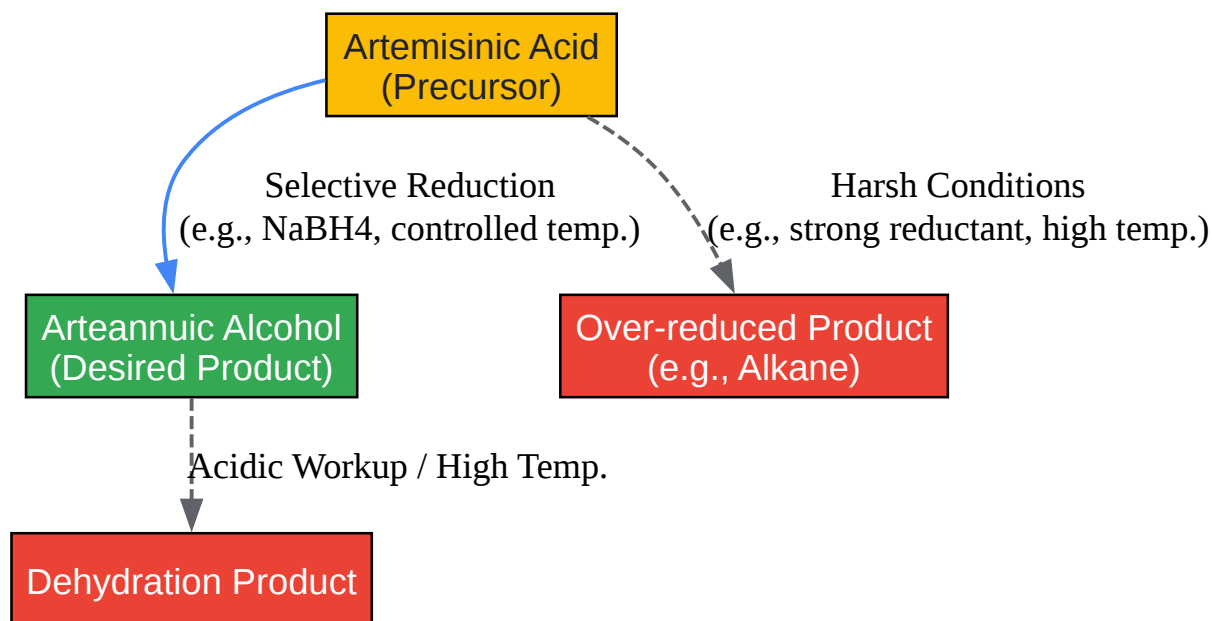 Artemisinic Acid
(Precursor)
Selective Reduction
(e.g., NaBH4, controlled temp.)
Harsh Conditions
(e.g., strong reductant, high temp.)
Arteannuic Alcohol
(Desired Product)
Over-reduced Product
(e.g., Alkane)
Acidic Workup / High Temp.
Dehydration Product